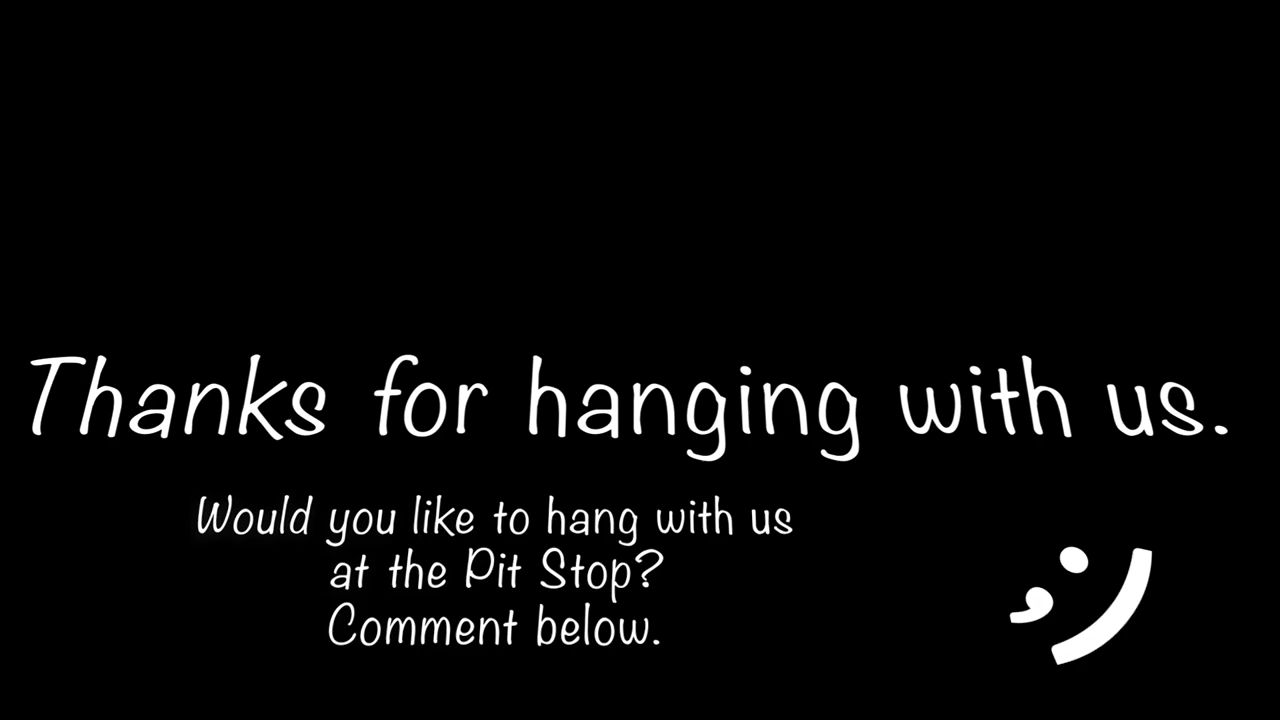 Thanks for hanging with us.
Would you like to hang with us
at the Pit Stop?
Comment below.
;)